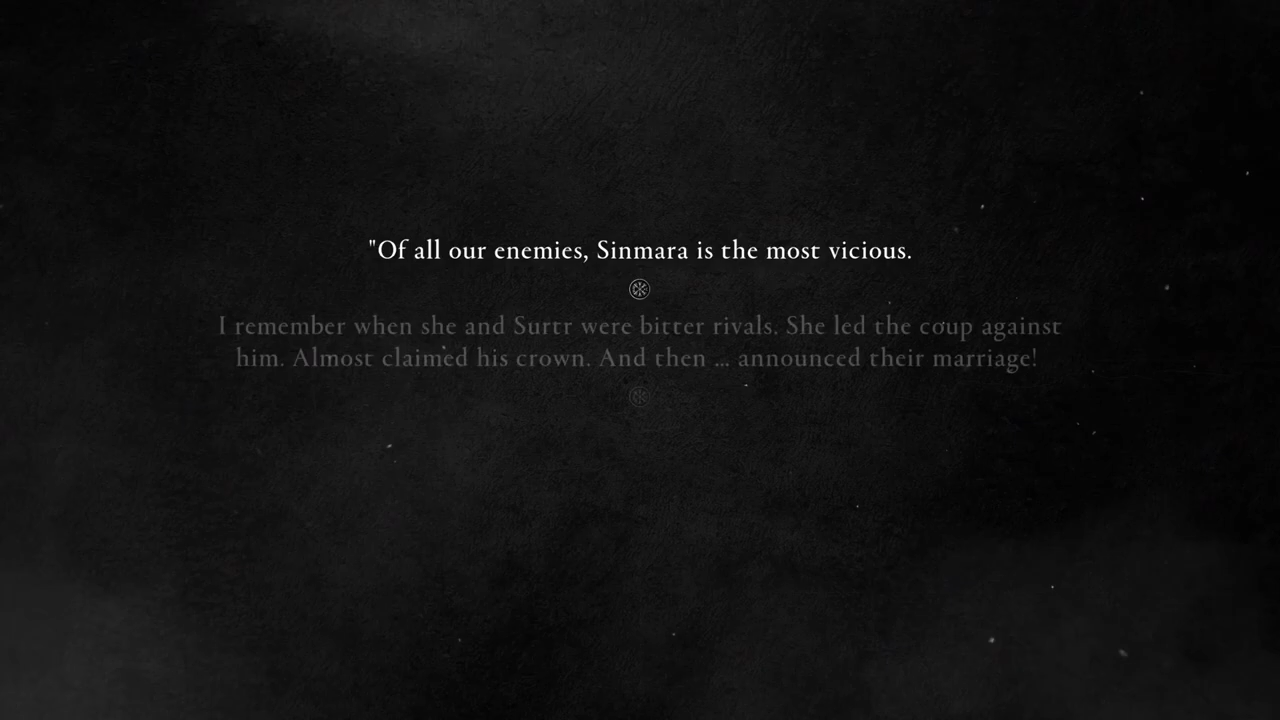 "Of all our enemies, Sinmara is the most vicious.
I remember when she and Surtr were bitter rivals. She led the coup against
him. Almost claimed his crown. And then ... announced their marriage!